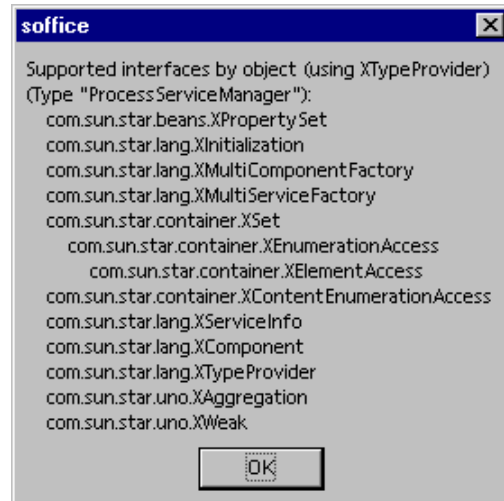 soffice
Supported interfaces by object (using XTypeProvider)
(Type "ProcessServiceManager"):
com.sun.star.beans.XPropertySet
com.sun.star.lang.XInitialization
com.sun.star.lang.XMultiComponentFactory
com.sun.star.lang.XMultiServiceFactory
com.sun.star.container.XSet
com.sun.star.container.XEnumerationAccess
com.sun.star.container.XElementAccess
com.sun.star.container.XContentEnumerationAccess
com.sun.star.lang.XServiceInfo
com.sun.star.lang.XComponent
com.sun.star.lang.XTypeProvider
com.sun.star.uno.XAggregation
com.sun.star.uno.XWeak
OK